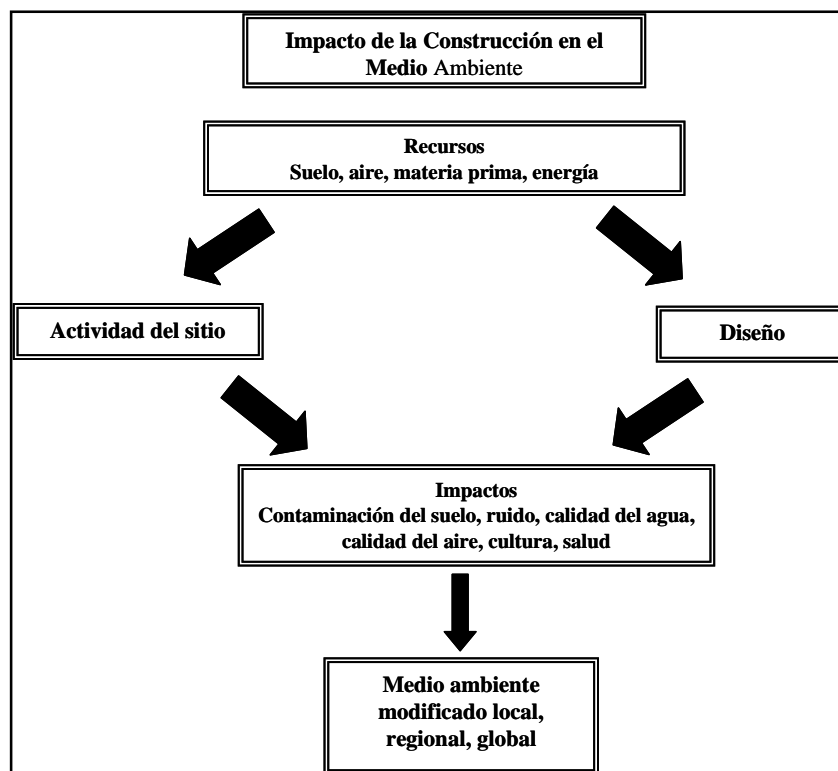 Impacto de la Construcción en el
Medio Ambiente
Recursos
Suelo, aire, materia prima, energía
Actividad del sitio
Diseño
Impactos
Contaminación del suelo, ruido, calidad del agua,
calidad del aire, cultura, salud
Medio ambiente
modificado local,
regional, global